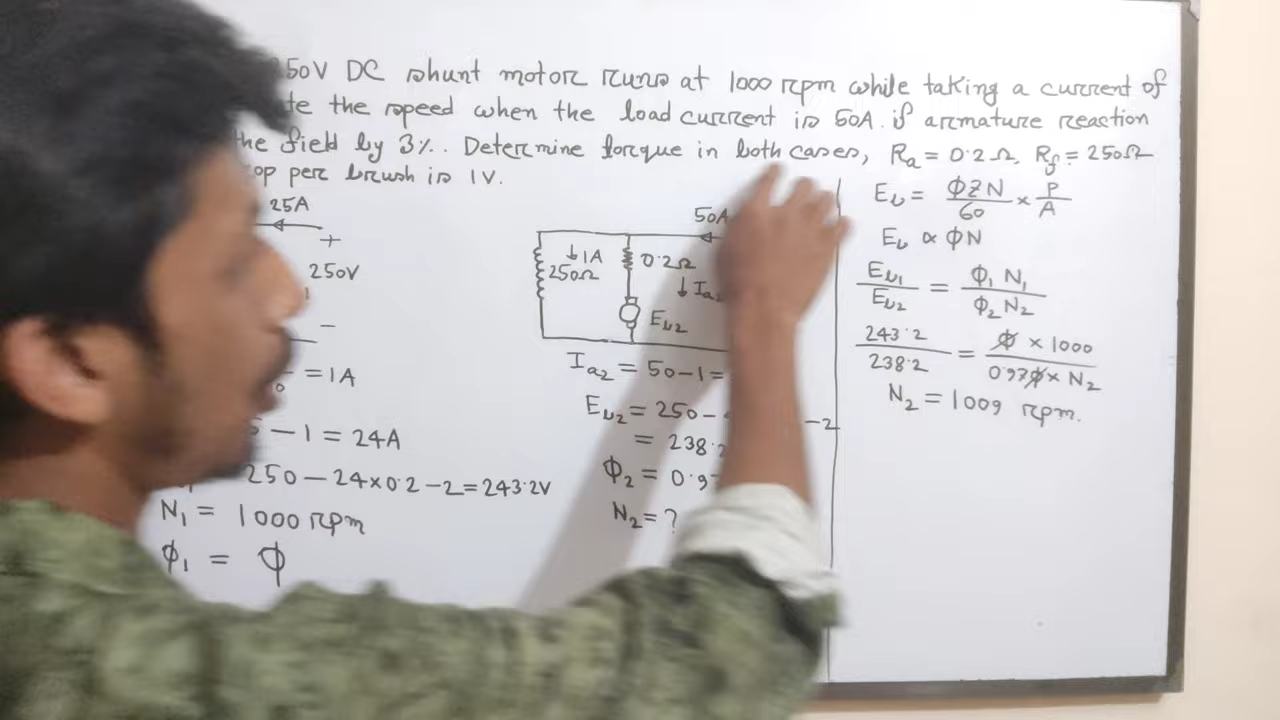 250V DC shunt motor runs at 1000 rpm while taking a current of
the speed when the load current is 50A. if armature reaction
the field by 3%. Determine torque in both cases, Ra = 0.2Ω, Rf = 250Ω
per brush is 1V.
25A
+
250V
−
= 1A
− 1 = 24A
250 − 24×0.2 − 2 = 243.2V
N1 = 1000 rpm
Φ1 = Φ
50A
↓1A
250Ω
0.2Ω
↓Ia2
Eb2
Ia2 = 50 − 1 =
Eb2 = 250 −
− 2
= 238.2
Φ2 = 0.97
N2 = ?
Eb = ΦZN/60 × P/A
Eb ∝ ΦN
Eb1/Eb2 = Φ1 N1/Φ2 N2
243.2/238.2 = Φ × 1000/0.97Φ × N2
N2 = 1009 rpm.